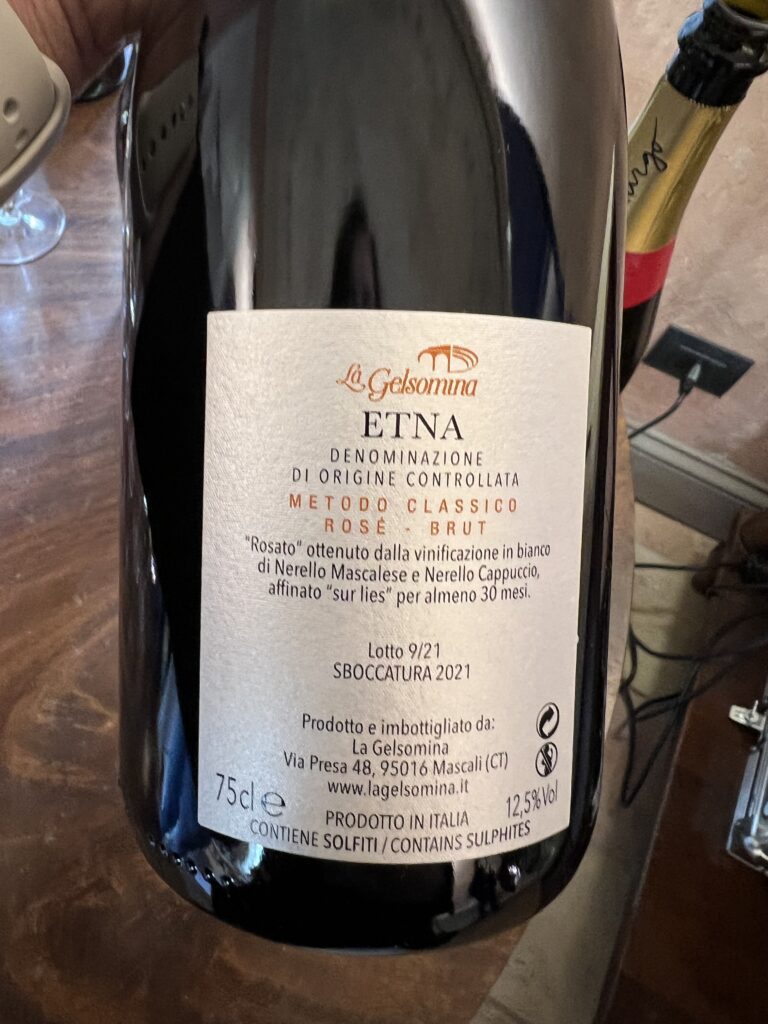 La Gelsomina
ETNA
DENOMINAZIONE
DI ORIGINE CONTROLLATA
METODO CLASSICO
ROSÉ - BRUT
"Rosato" ottenuto dalla vinificazione in bianco
di Nerello Mascalese e Nerello Cappuccio,
affinato "sur lies" per almeno 30 mesi.
Lotto 9/21
SBOCCATURA 2021
Prodotto e imbottigliato da:
La Gelsomina
Via Presa 48, 95016 Mascali (CT)
www.lagelsomina.it
75cl e
12,5%Vol
PRODOTTO IN ITALIA
CONTIENE SOLFITI / CONTAINS SULPHITES